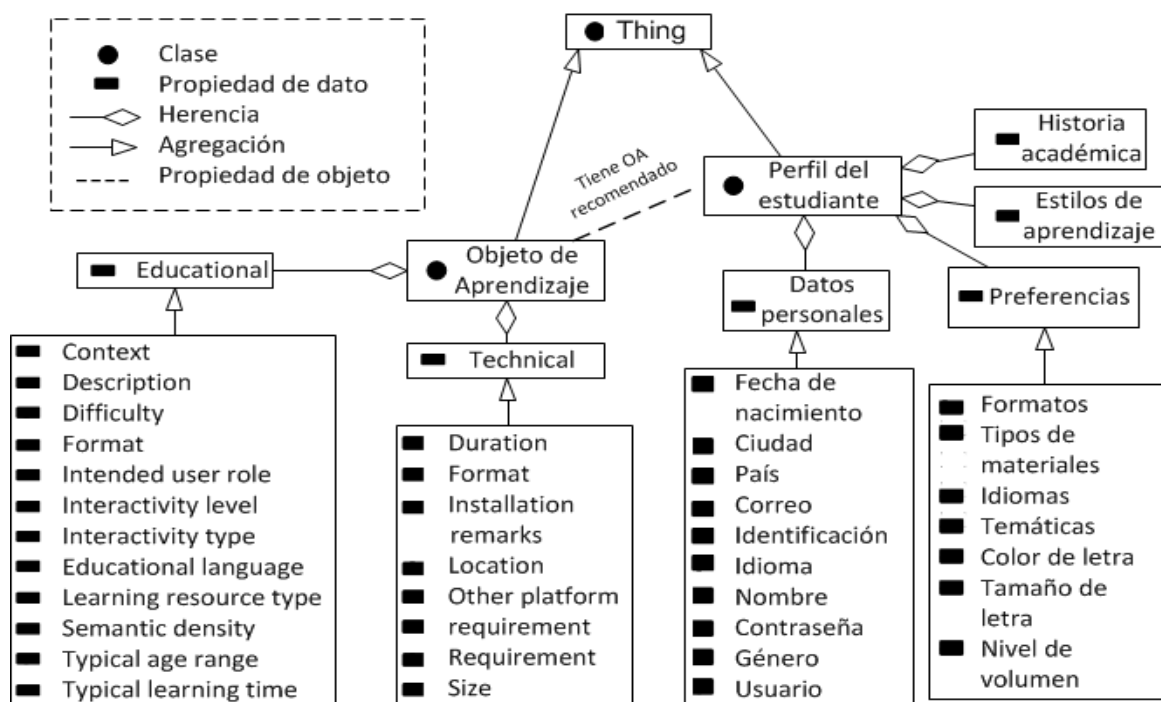 Clase
Propiedad de dato
Herencia
Agregación
Propiedad de objeto
Thing
Tiene OA
recomendado
Perfil del
estudiante
Historia
académica
Estilos de
aprendizaje
Objeto de
Aprendizaje
Educational
Datos
personales
Preferencias
Technical
Context
Description
Difficulty
Format
Intended user role
Interactivity level
Interactivity type
Educational language
Learning resource type
Semantic density
Typical age range
Typical learning time
Duration
Format
Installation
remarks
Location
Other platform
requirement
Requirement
Size
Fecha de
nacimiento
Ciudad
País
Correo
Identificación
Idioma
Nombre
Contraseña
Género
Usuario
Formatos
Tipos de
materiales
Idiomas
Temáticas
Color de letra
Tamaño de
letra
Nivel de
volumen